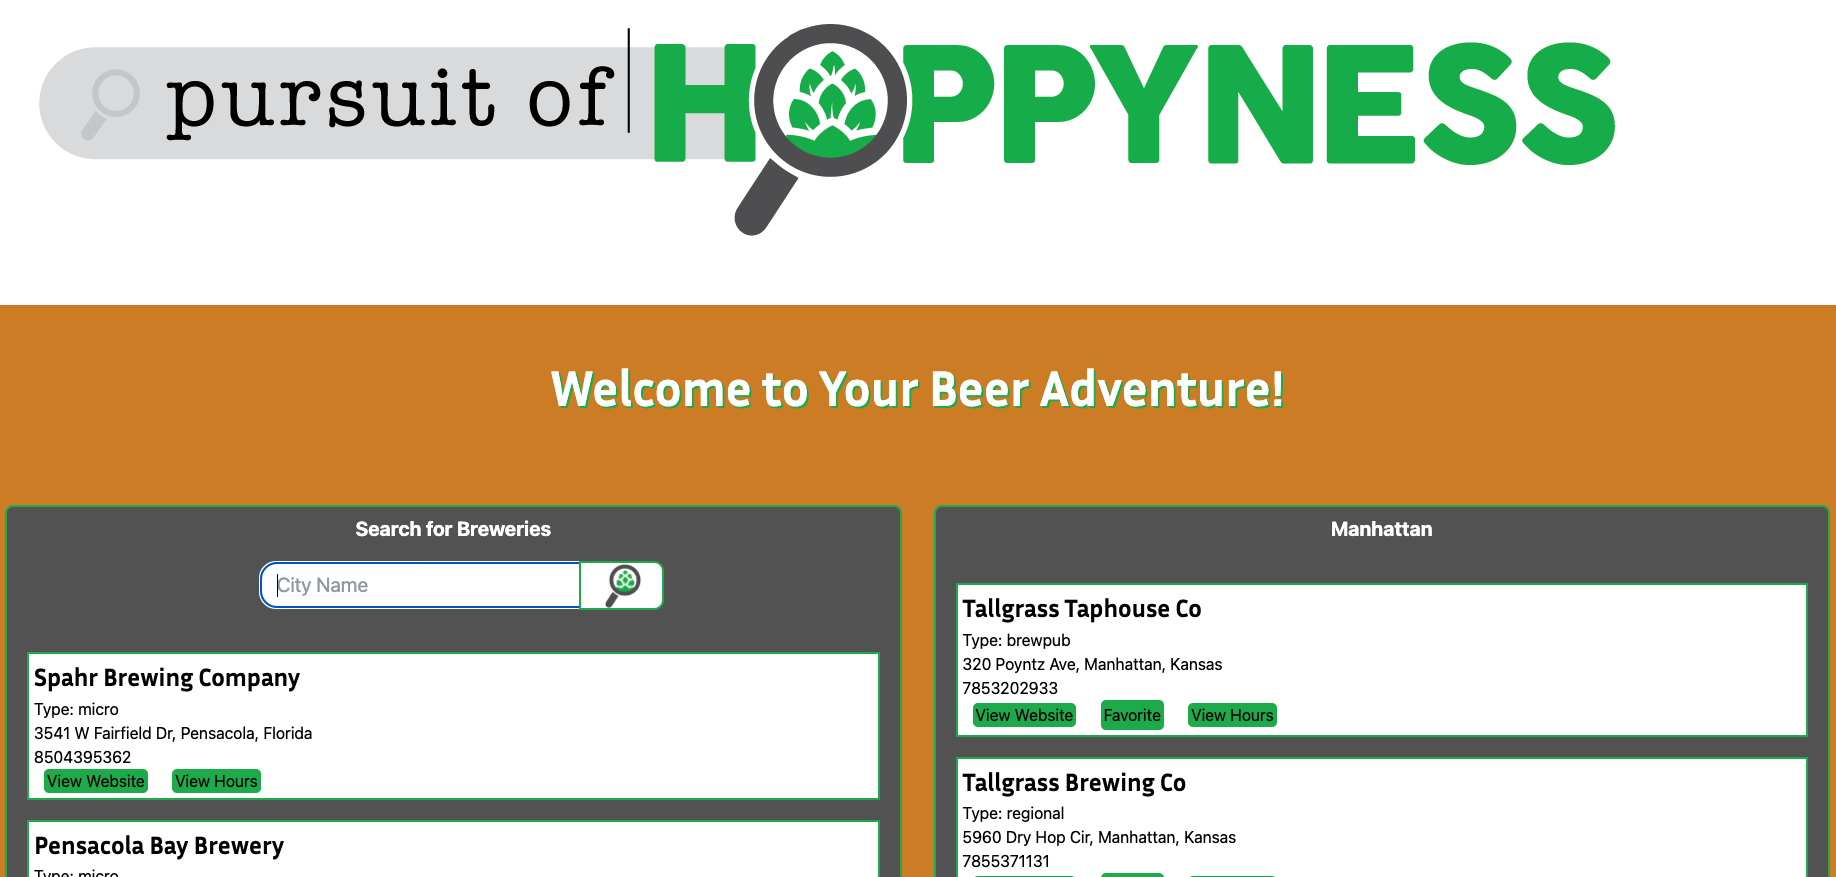 pursuit of HOPPYNESS
Welcome to Your Beer Adventure!
Search for Breweries
City Name
Spahr Brewing Company
Type: micro
3541 W Fairfield Dr, Pensacola, Florida
8504395362
View Website View Hours
Pensacola Bay Brewery
Type: micro
Manhattan
Tallgrass Taphouse Co
Type: brewpub
320 Poyntz Ave, Manhattan, Kansas
7853202933
View Website Favorite View Hours
Tallgrass Brewing Co
Type: regional
5960 Dry Hop Cir, Manhattan, Kansas
7855371131